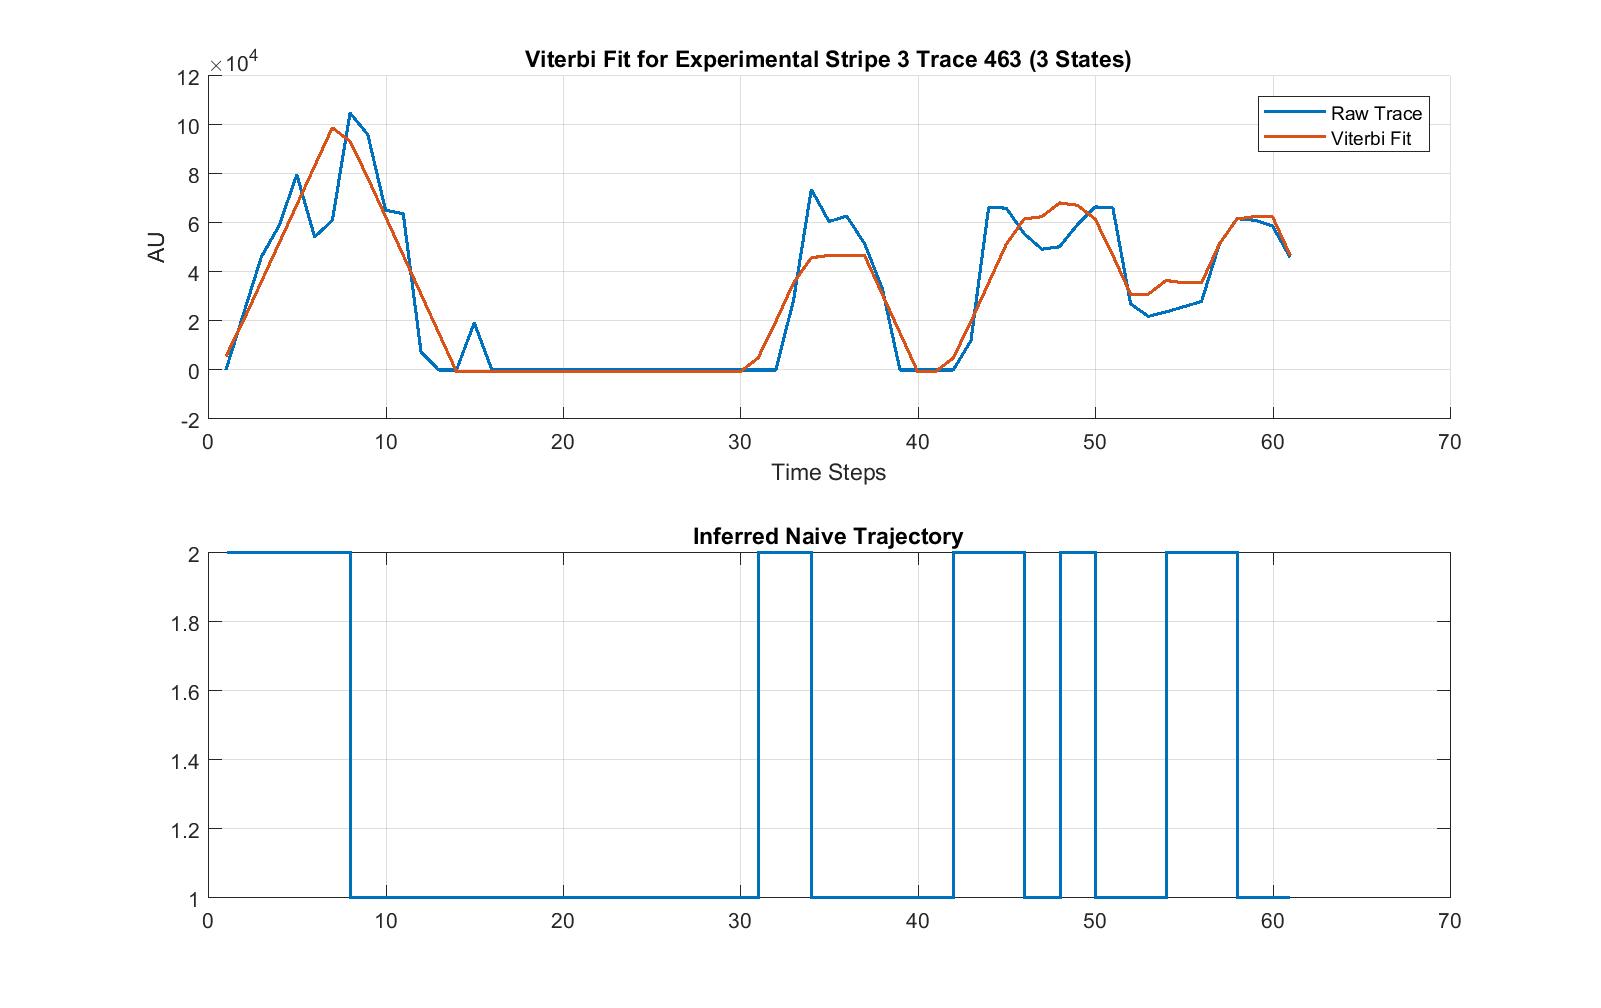 Viterbi Fit for Experimental Stripe 3 Trace 463 (3 States)
×10^4
12
10
8
6
4
2
0
-2
AU
Raw Trace
Viterbi Fit
0 10 20 30 40 50 60 70
Time Steps
Inferred Naive Trajectory
2
1.8
1.6
1.4
1.2
1
0 10 20 30 40 50 60 70